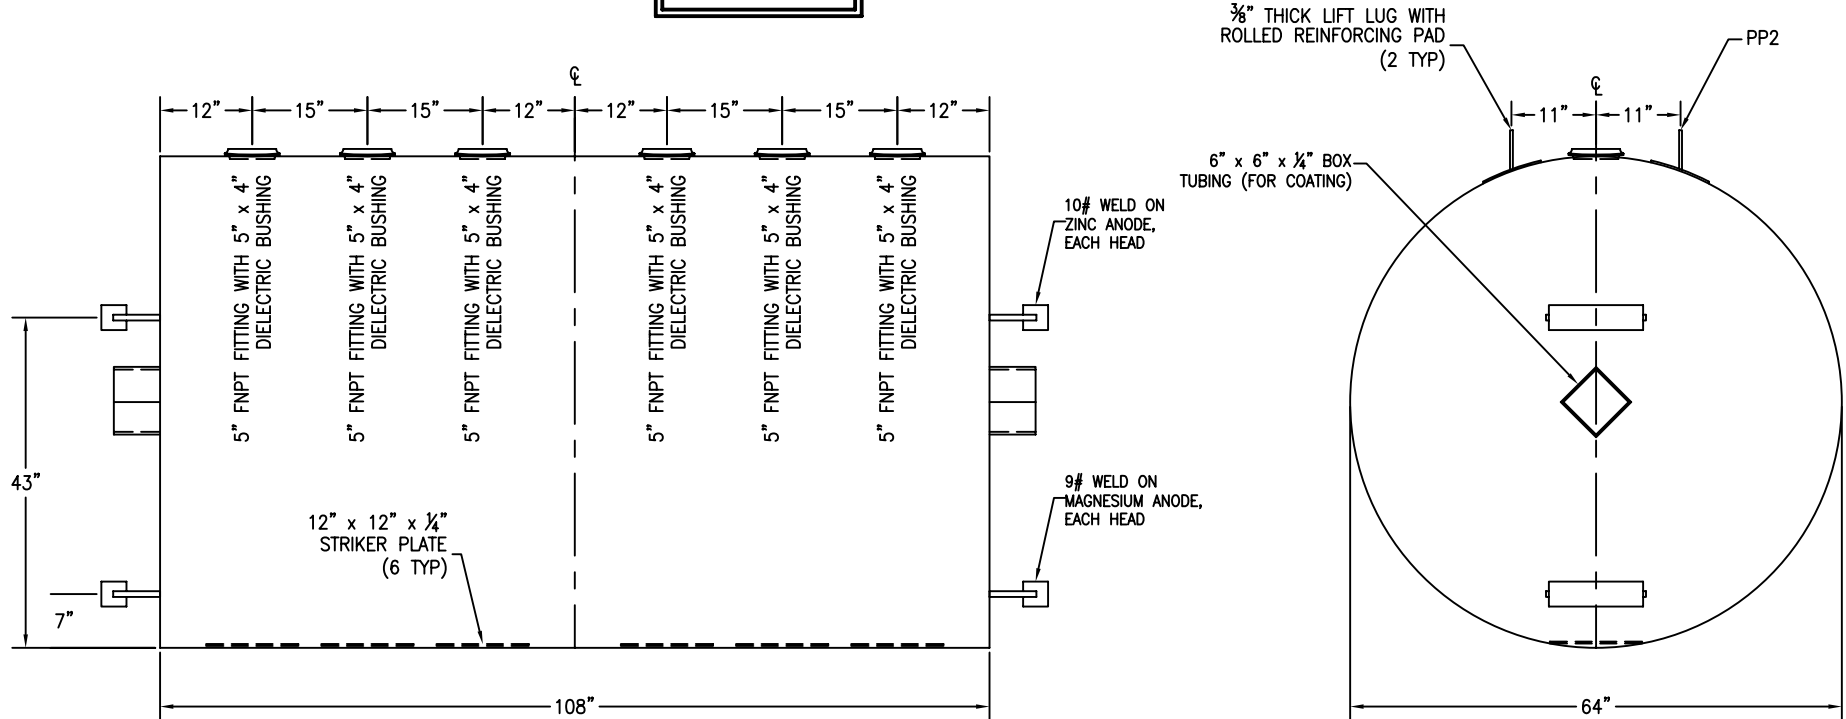 ⅜" THICK LIFT LUG WITH
ROLLED REINFORCING PAD
(2 TYP)
PP2
℄
℄
12" 15" 15" 12" 12" 15" 15" 12"
11" 11"
6" x 6" x ¼" BOX
TUBING (FOR COATING)
5" FNPT FITTING WITH 5" x 4"
DIELECTRIC BUSHING
5" FNPT FITTING WITH 5" x 4"
DIELECTRIC BUSHING
5" FNPT FITTING WITH 5" x 4"
DIELECTRIC BUSHING
5" FNPT FITTING WITH 5" x 4"
DIELECTRIC BUSHING
5" FNPT FITTING WITH 5" x 4"
DIELECTRIC BUSHING
5" FNPT FITTING WITH 5" x 4"
DIELECTRIC BUSHING
10# WELD ON
ZINC ANODE,
EACH HEAD
43"
9# WELD ON
MAGNESIUM ANODE,
EACH HEAD
12" x 12" x ¼"
STRIKER PLATE
(6 TYP)
7"
108"
64"